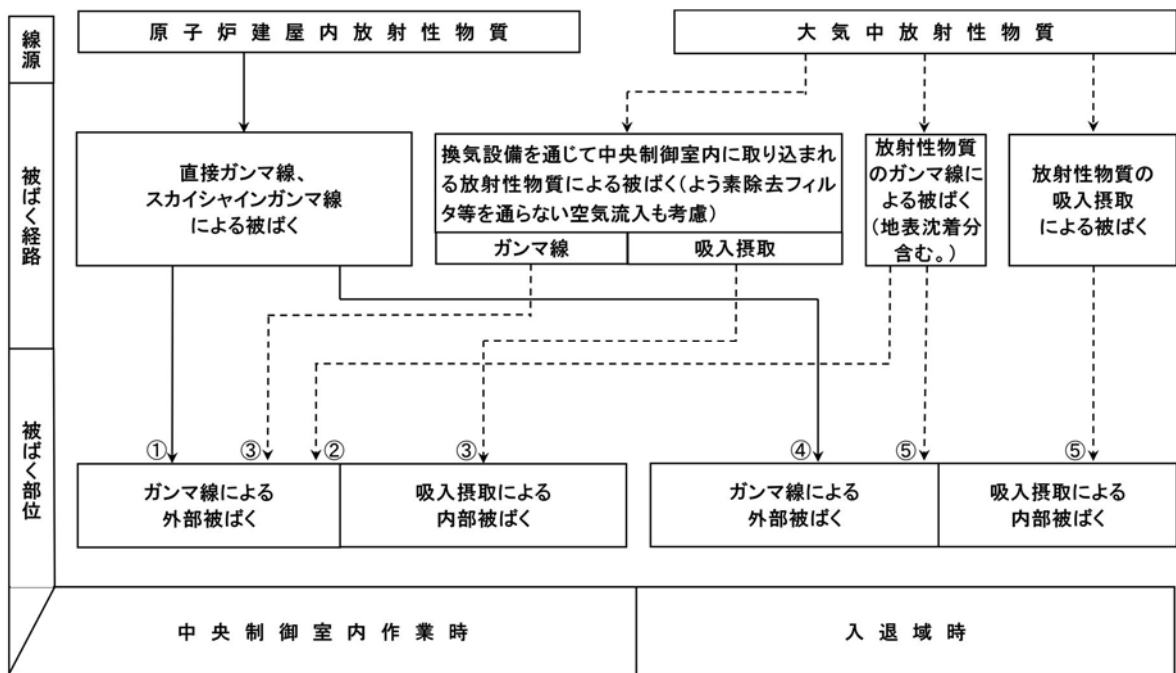 線源
原子炉建屋内放射性物質
大気中放射性物質
被ばく経路
直接ガンマ線、
スカイシャインガンマ線
による被ばく
換気設備を通じて中央制御室内に取り込まれ
る放射性物質による被ばく(よう素除去フィル
タ等を通らない空気流入も考慮)
ガンマ線
吸入摂取
放射性物質
のガンマ線に
よる被ばく
(地表沈着分
含む。)
放射性物質の
吸入摂取
による被ばく
被ばく部位
①
③
②
③
④
⑤
⑤
ガンマ線による
外部被ばく
吸入摂取による
内部被ばく
ガンマ線による
外部被ばく
吸入摂取による
内部被ばく
中央制御室内作業時
入退域時